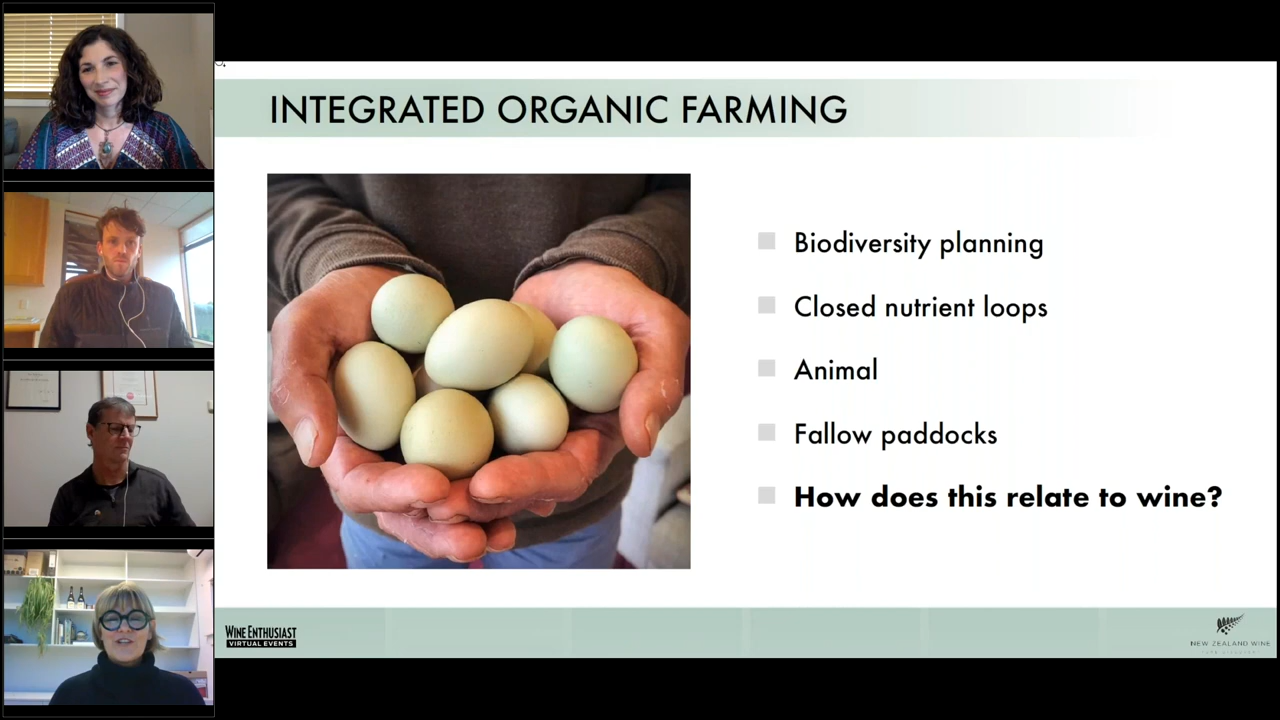 INTEGRATED ORGANIC FARMING
Biodiversity planning
Closed nutrient loops
Animal
Fallow paddocks
How does this relate to wine?
WINE ENTHUSIAST
VIRTUAL EVENTS
NEW ZEALAND WINE